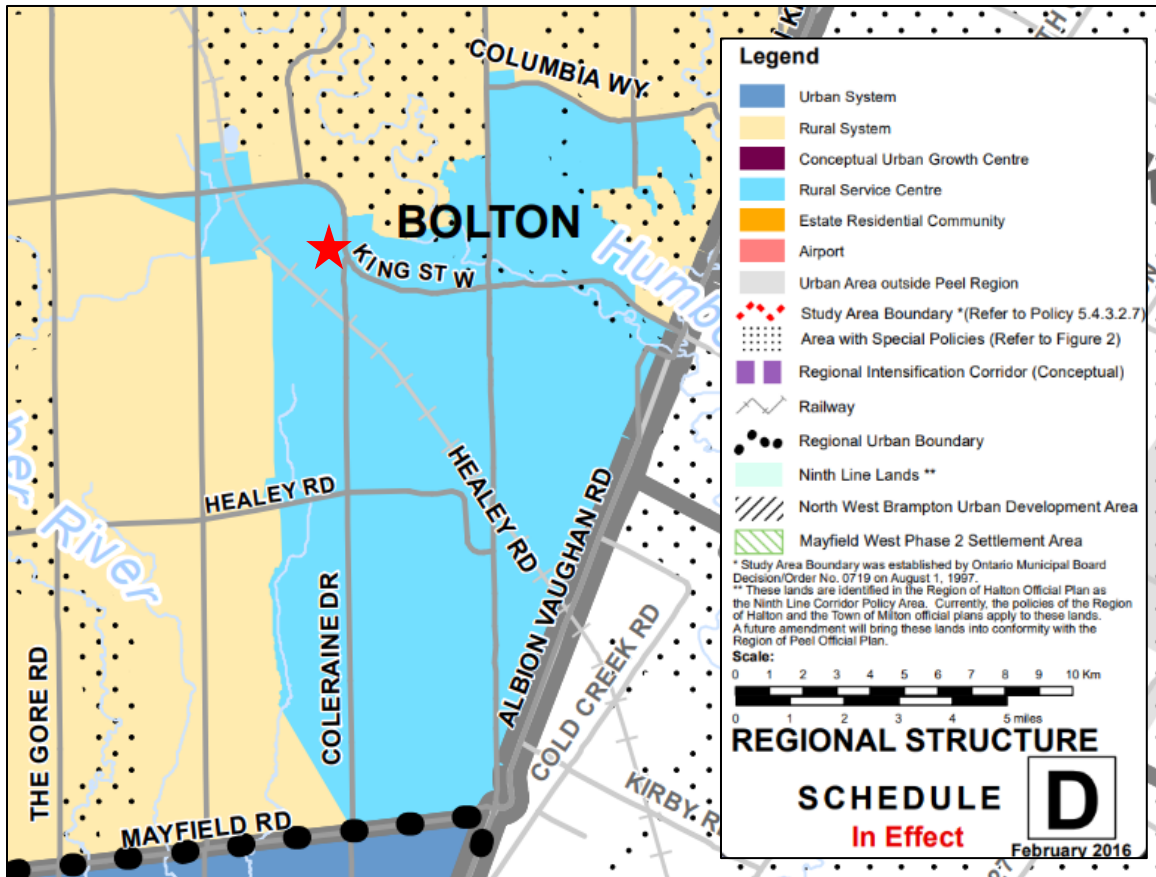 COLUMBIA WY
BOLTON
KING ST W
Humb
HEALEY RD
HEALEY RD
ber River
COLERAINE DR
ALBION VAUGHAN RD
THE GORE RD
COLD CREEK RD
KIRBY R
MAYFIELD RD
Legend
Urban System
Rural System
Conceptual Urban Growth Centre
Rural Service Centre
Estate Residential Community
Airport
Urban Area outside Peel Region
Study Area Boundary *(Refer to Policy 5.4.3.2.7)
Area with Special Policies (Refer to Figure 2)
Regional Intensification Corridor (Conceptual)
Railway
Regional Urban Boundary
Ninth Line Lands **
North West Brampton Urban Development Area
Mayfield West Phase 2 Settlement Area
* Study Area Boundary was established by Ontario Municipal Board
Decision/Order No. 0719 on August 1, 1997.
** These lands are identified in the Region of Halton Official Plan as
the Ninth Line Corridor Policy Area. Currently, the policies of the Region
of Halton and the Town of Milton official plans apply to these lands.
A future amendment will bring these lands into conformity with the
Region of Peel Official Plan.
Scale:
0 1 2 3 4 5 6 7 8 9 10 Km
0 1 2 3 4 5 miles
REGIONAL STRUCTURE
SCHEDULE D
In Effect
February 2016